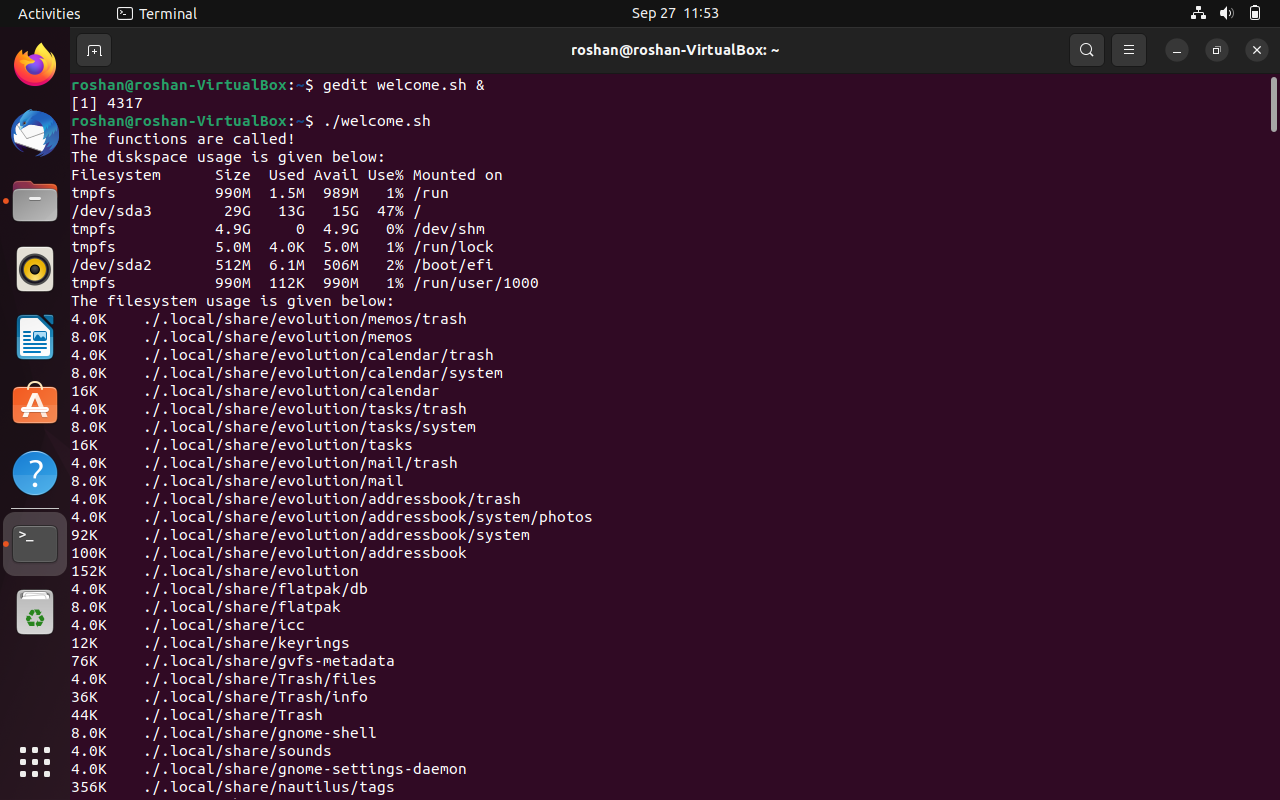 Activities
Terminal
Sep 27 11:53
roshan@roshan-VirtualBox: ~
roshan@roshan-VirtualBox:~$ gedit welcome.sh &
[1] 4317
roshan@roshan-VirtualBox:~$ ./welcome.sh
The functions are called!
The diskspace usage is given below:
Filesystem      Size  Used Avail Use% Mounted on
tmpfs           990M  1.5M  989M   1% /run
/dev/sda3        29G   13G   15G  47% /
tmpfs           4.9G     0  4.9G   0% /dev/shm
tmpfs           5.0M  4.0K  5.0M   1% /run/lock
/dev/sda2       512M  6.1M  506M   2% /boot/efi
tmpfs           990M  112K  990M   1% /run/user/1000
The filesystem usage is given below:
4.0K    ./.local/share/evolution/memos/trash
8.0K    ./.local/share/evolution/memos
4.0K    ./.local/share/evolution/calendar/trash
8.0K    ./.local/share/evolution/calendar/system
16K     ./.local/share/evolution/calendar
4.0K    ./.local/share/evolution/tasks/trash
8.0K    ./.local/share/evolution/tasks/system
16K     ./.local/share/evolution/tasks
4.0K    ./.local/share/evolution/mail/trash
8.0K    ./.local/share/evolution/mail
4.0K    ./.local/share/evolution/addressbook/trash
4.0K    ./.local/share/evolution/addressbook/system/photos
92K     ./.local/share/evolution/addressbook/system
100K    ./.local/share/evolution/addressbook
152K    ./.local/share/evolution
4.0K    ./.local/share/flatpak/db
8.0K    ./.local/share/flatpak
4.0K    ./.local/share/icc
12K     ./.local/share/keyrings
76K     ./.local/share/gvfs-metadata
4.0K    ./.local/share/Trash/files
36K     ./.local/share/Trash/info
44K     ./.local/share/Trash
8.0K    ./.local/share/gnome-shell
4.0K    ./.local/share/sounds
4.0K    ./.local/share/gnome-settings-daemon
356K    ./.local/share/nautilus/tags